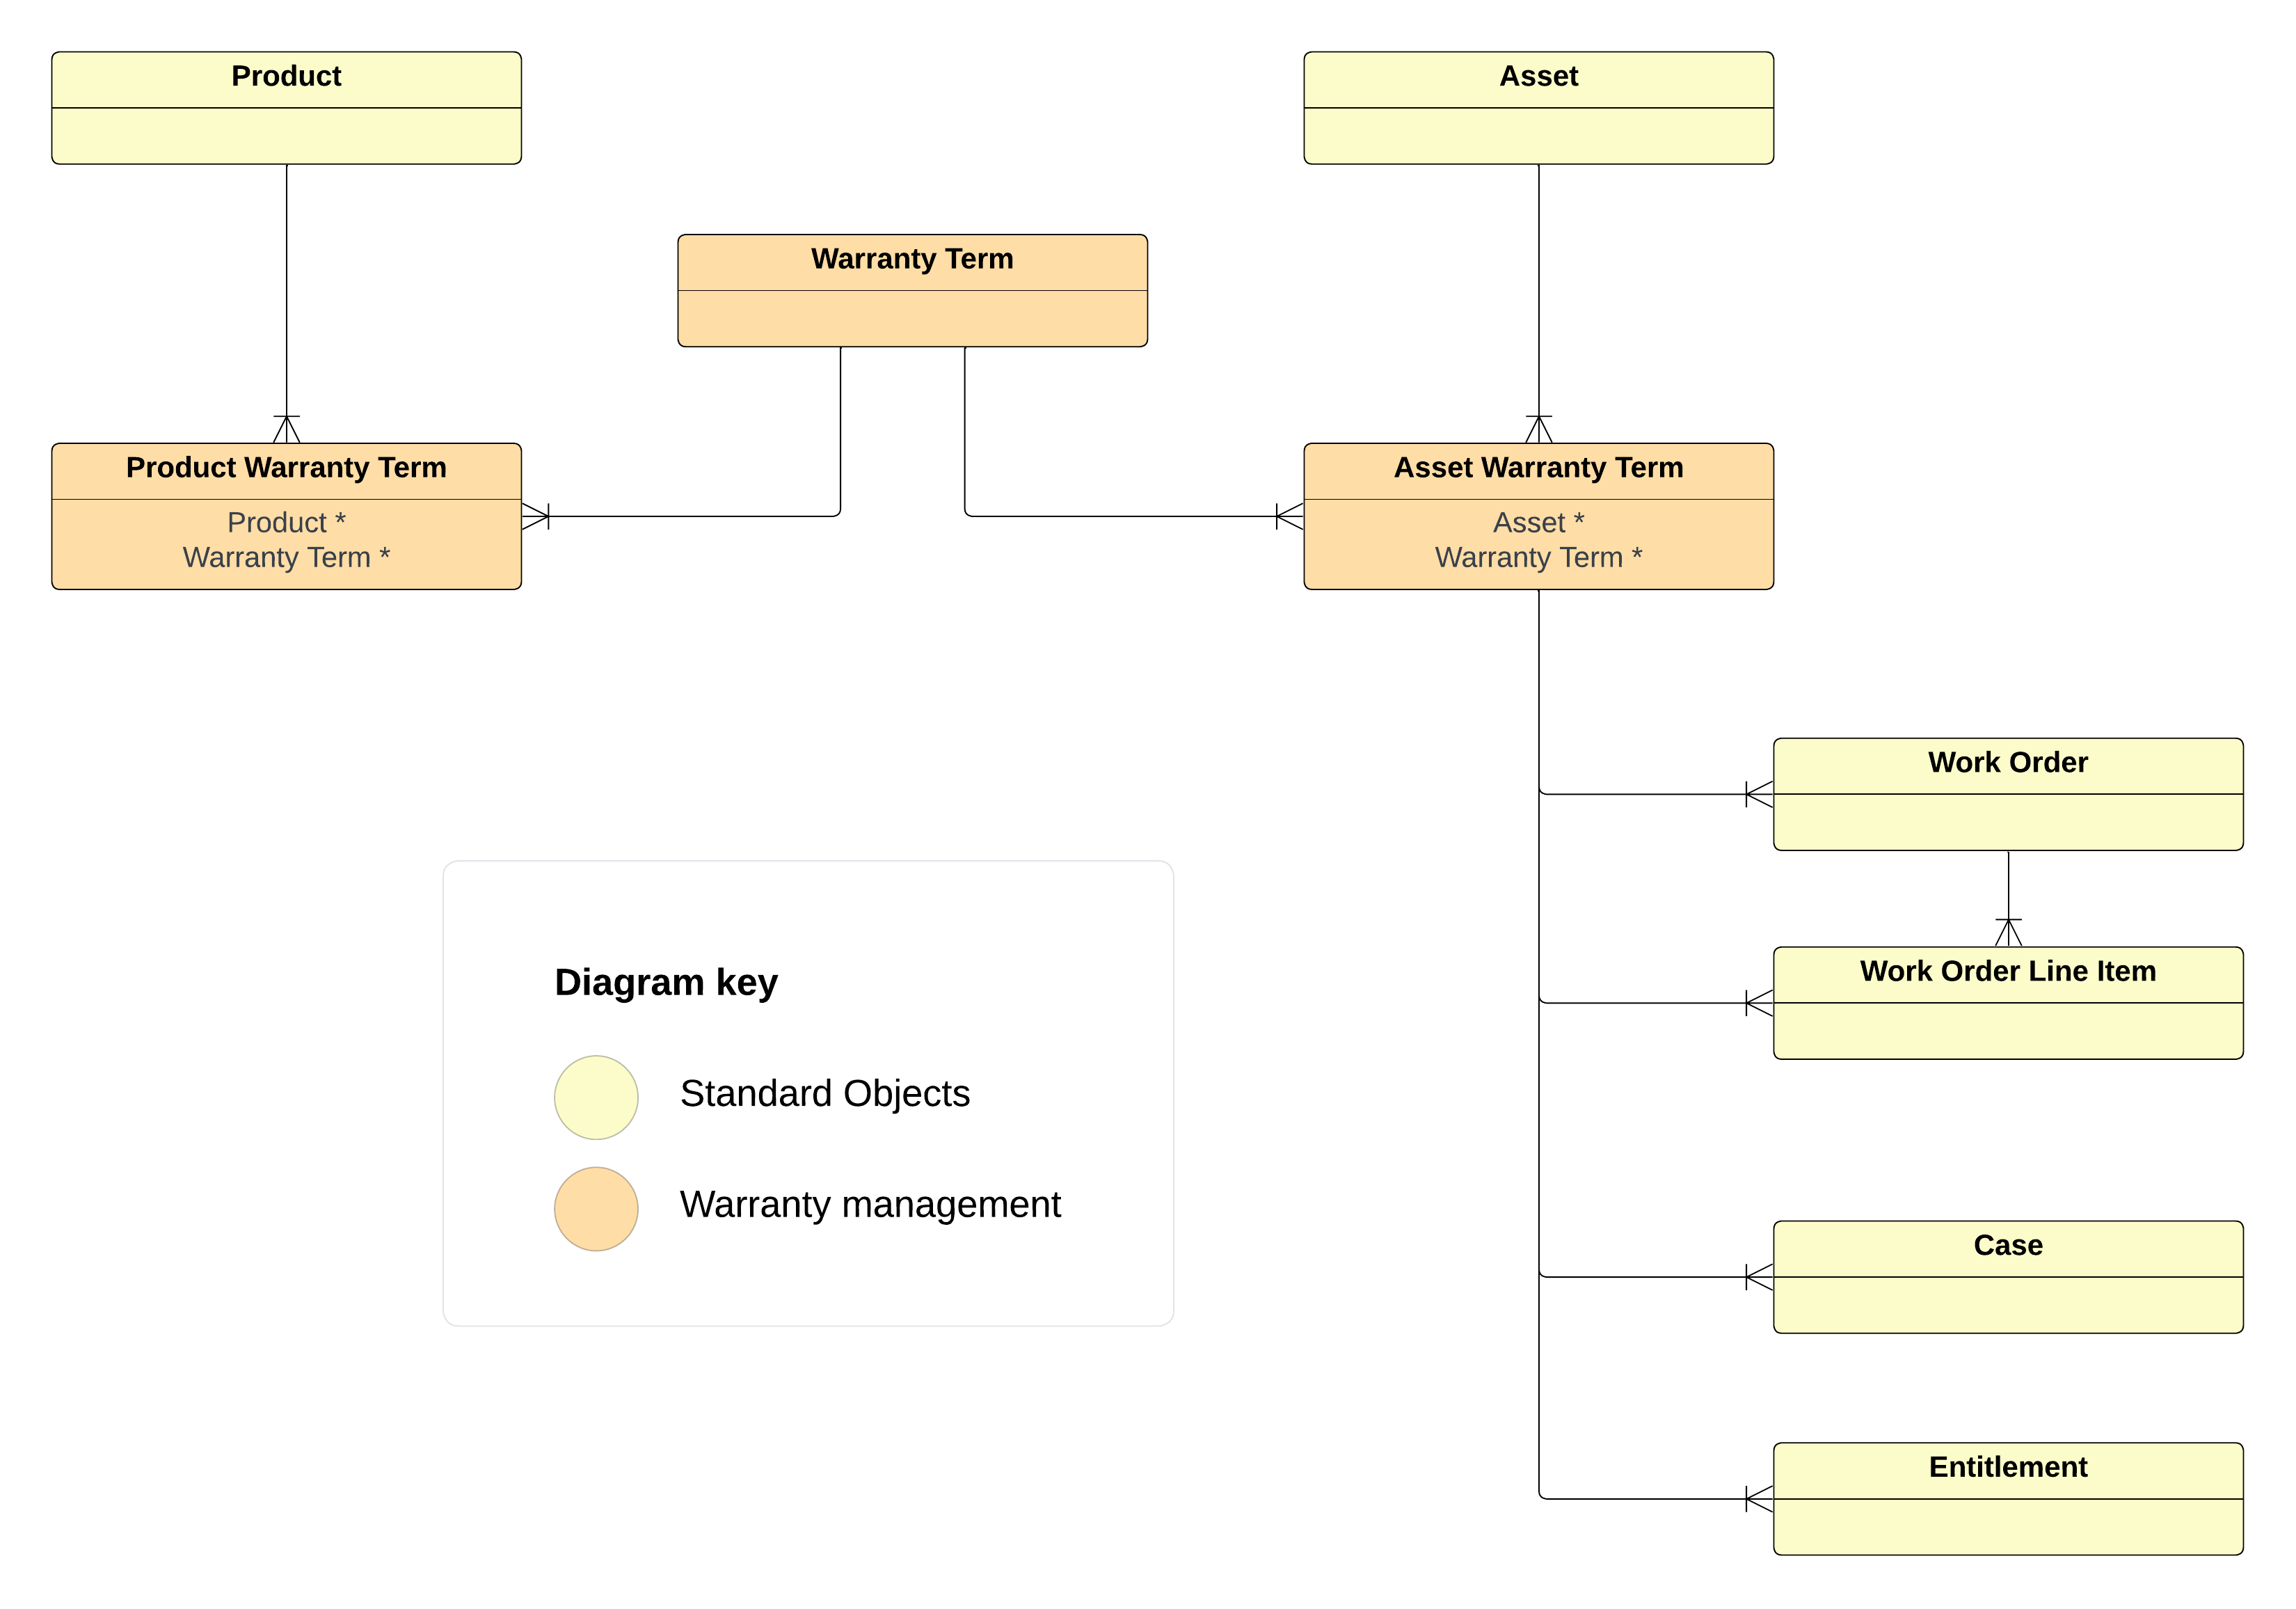 Product
Asset
Warranty Term
Product Warranty Term
Product *
Warranty Term *
Asset Warranty Term
Asset *
Warranty Term *
Work Order
Work Order Line Item
Diagram key
Standard Objects
Warranty management
Case
Entitlement